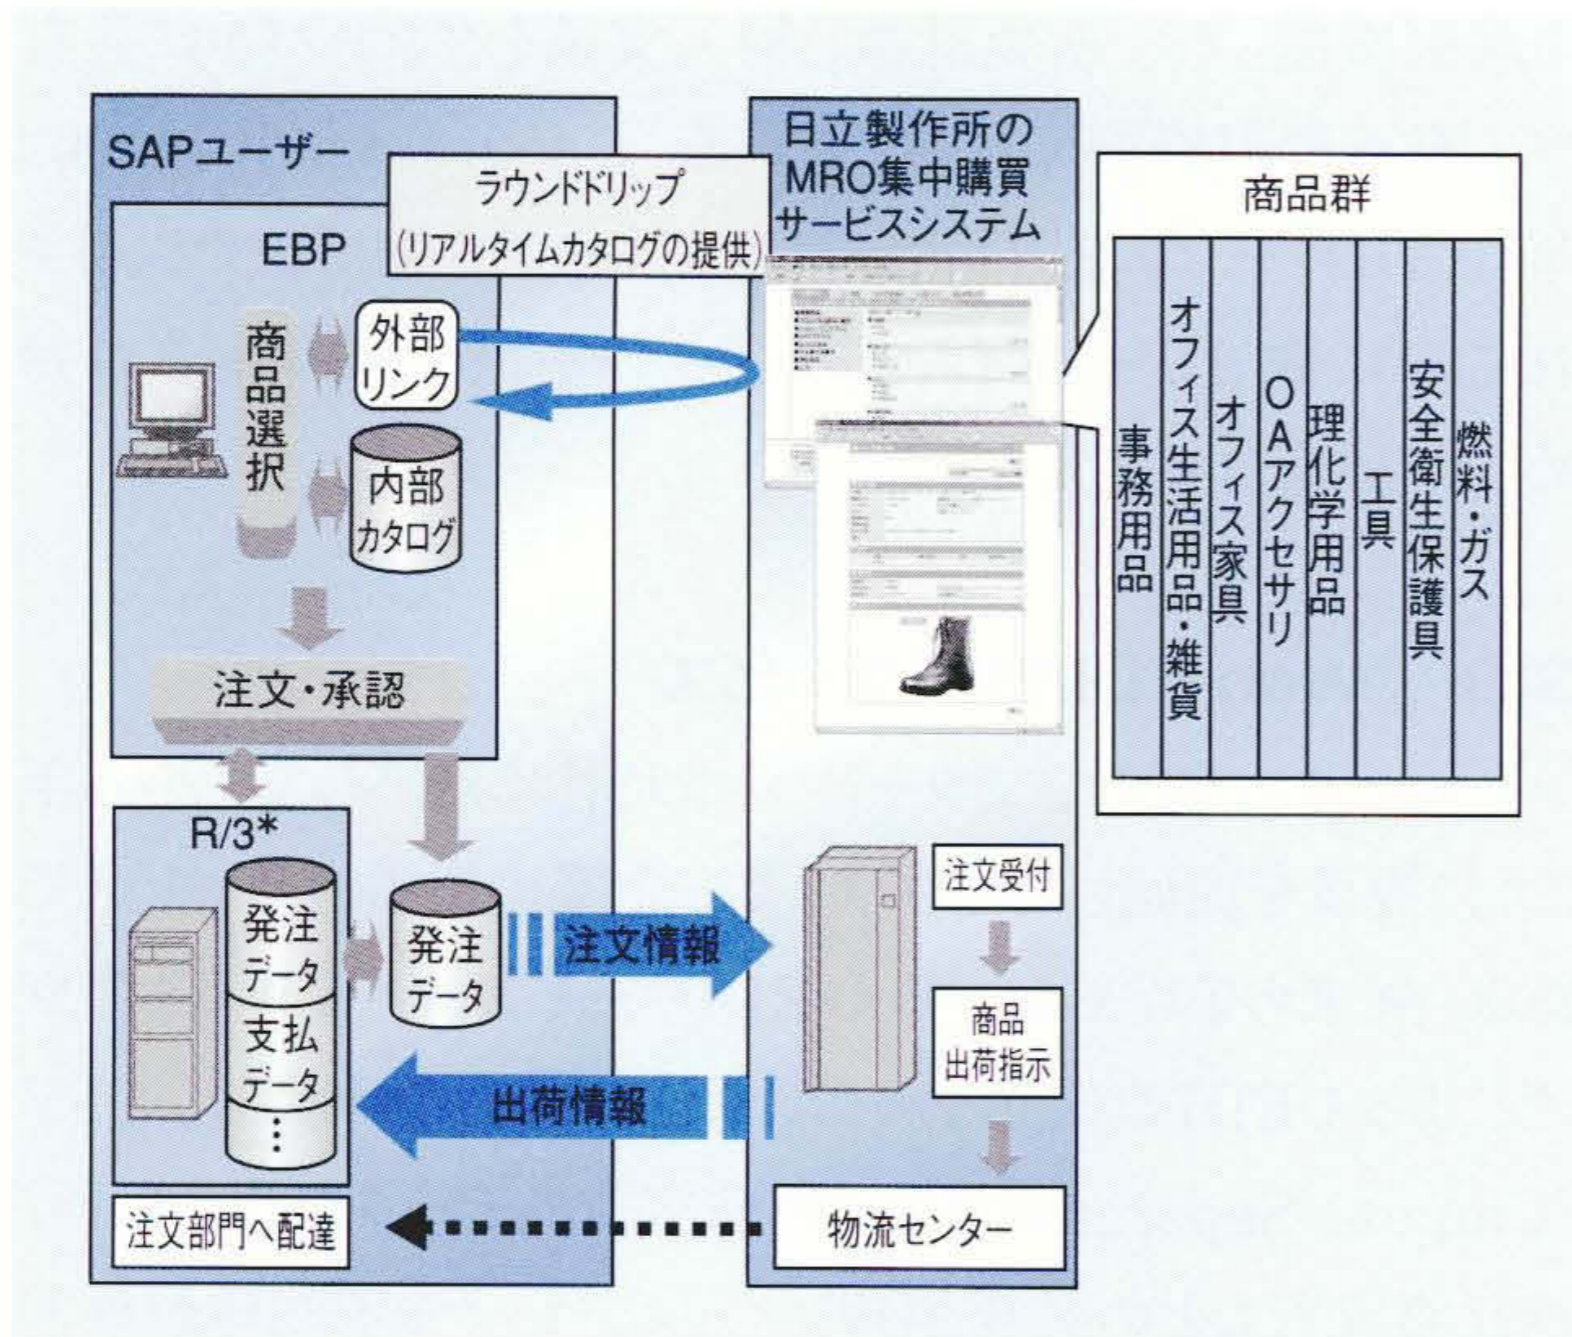 SAPユーザー
EBP
ラウンドドリップ
(リアルタイムカタログの提供)
商品選択
外部
リンク
内部
カタログ
注文・承認
R/3*
発注
データ
支払
データ
⋮
発注
データ
注文情報
出荷情報
注文部門へ配達
日立製作所の
MRO集中購買
サービスシステム
注文受付
商品
出荷指示
物流センター
商品群
事務用品
オフィス生活用品・雑貨
オフィス家具
OAアクセサリ
理化学用品
工具
安全衛生保護具
燃料・ガス